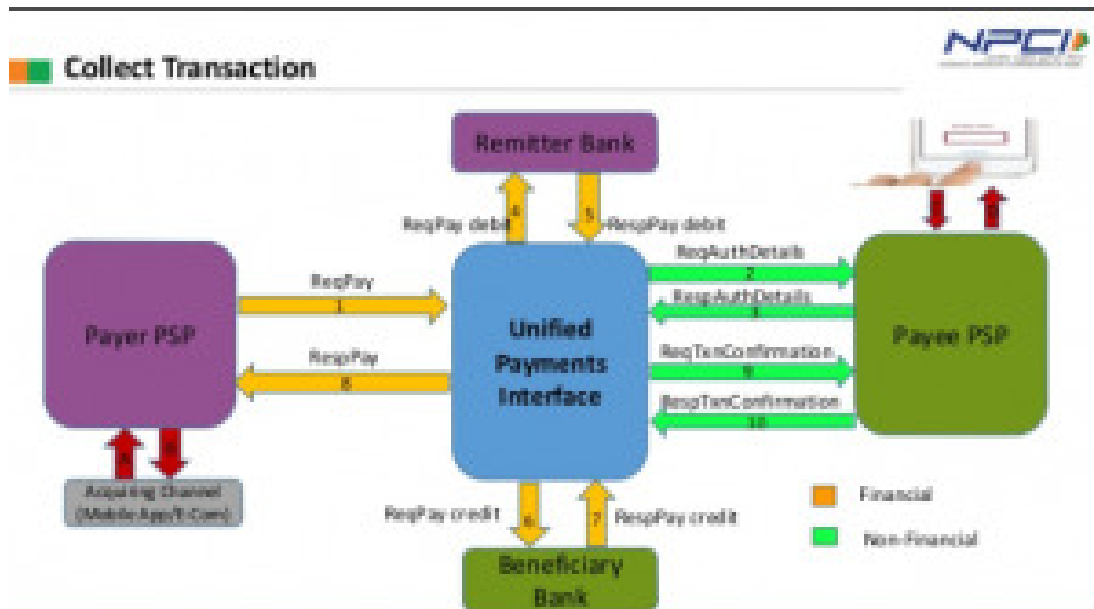 NPCI
Collect Transaction
Remitter Bank
4
5
ReqPay debit
RespPay debit
ReqAuthDetails
2
RespAuthDetails
3
ReqPay
1
Payer PSP
Unified
Payments
Interface
Payee PSP
RespPay
8
ReqTxnConfirmation
9
RespTxnConfirmation
10
A
Acquiring Channel
(Mobile App/E-Com)
ReqPay credit
6
7
RespPay credit
Beneficiary
Bank
Financial
Non-Financial